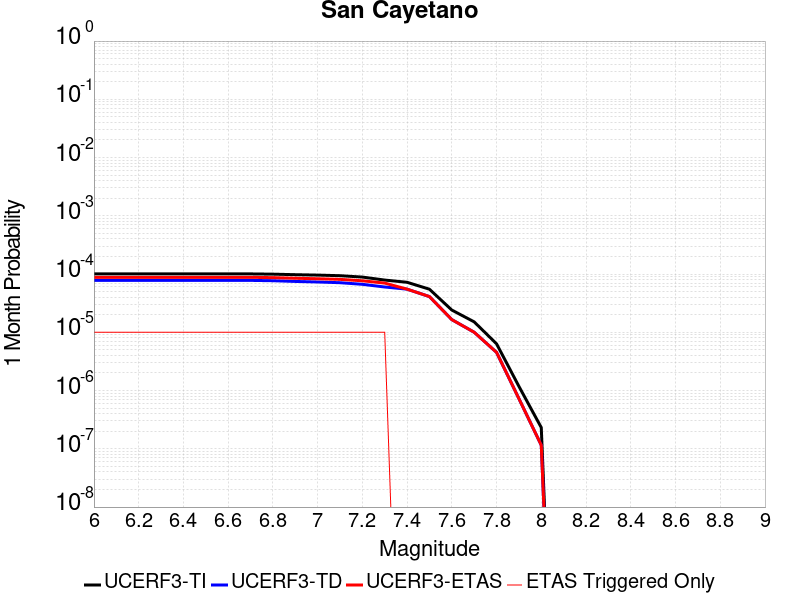 San Cayetano
10^0
10^-1
10^-2
10^-3
10^-4
10^-5
10^-6
10^-7
10^-8
1 Month Probability
6 6.2 6.4 6.6 6.8 7 7.2 7.4 7.6 7.8 8 8.2 8.4 8.6 8.8 9
Magnitude
UCERF3-TI UCERF3-TD UCERF3-ETAS ETAS Triggered Only